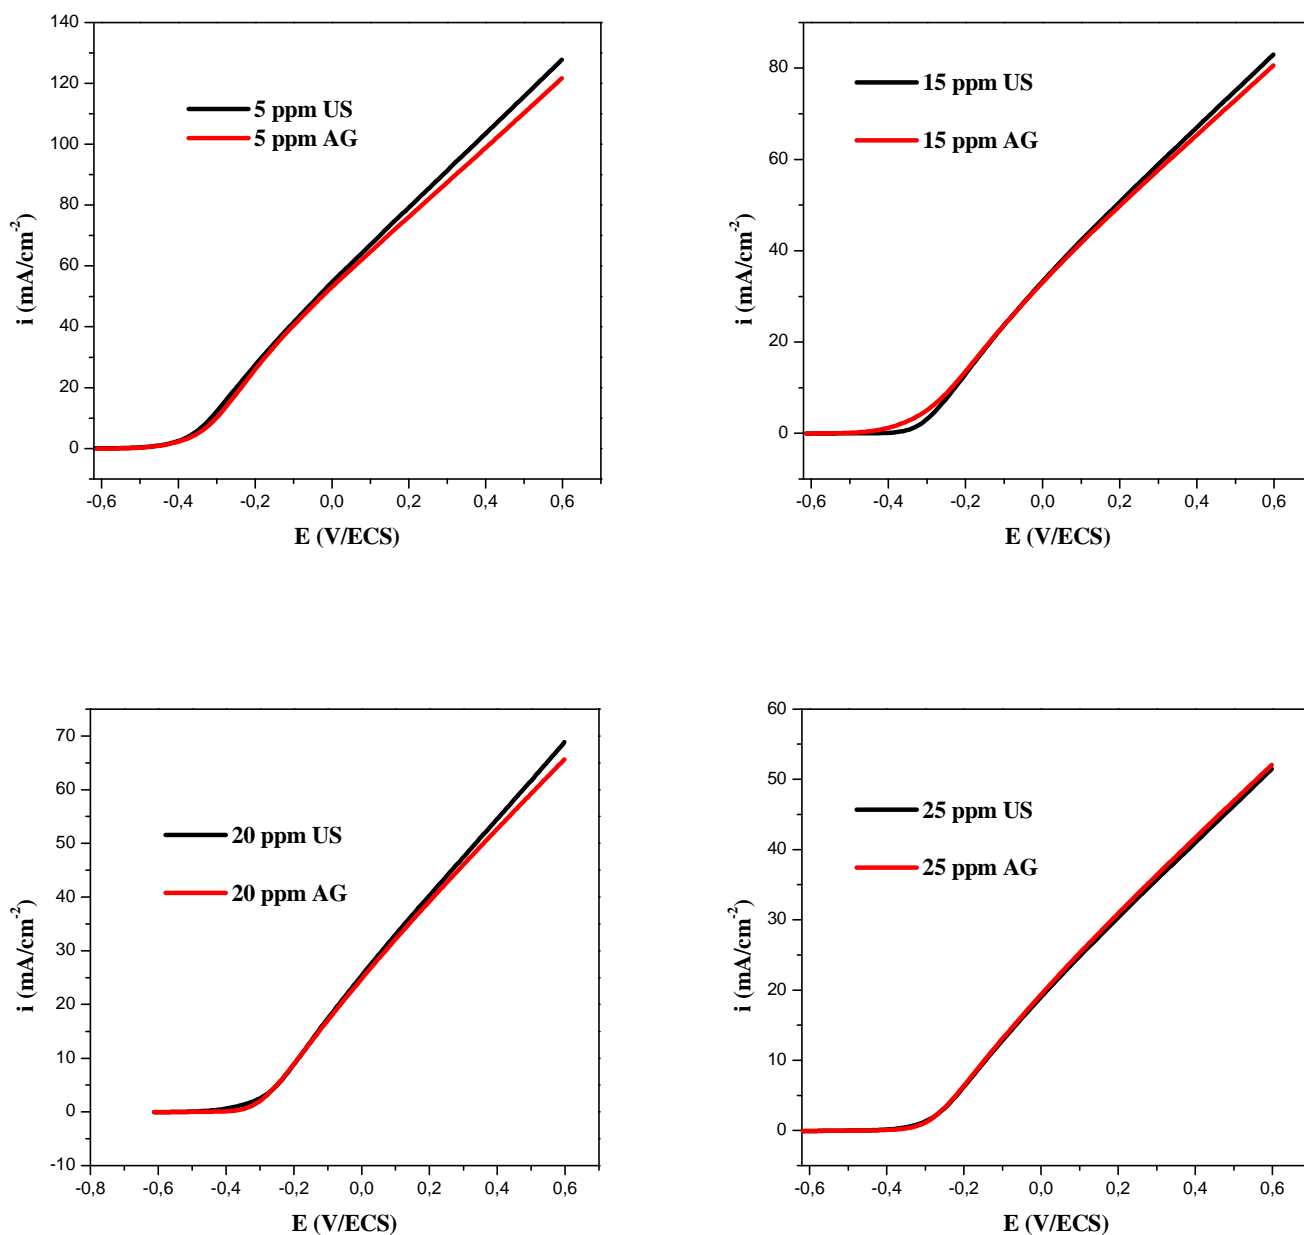 140
120
100
80
60
40
20
0
5 ppm US
5 ppm AG
i (mA/cm-2)
-0,6 -0,4 -0,2 0,0 0,2 0,4 0,6
E (V/ECS)
80
60
40
20
0
15 ppm US
15 ppm AG
i (mA/cm-2)
-0,6 -0,4 -0,2 0,0 0,2 0,4 0,6
E (V/ECS)
70
60
50
40
30
20
10
0
-10
20 ppm US
20 ppm AG
i (mA/cm-2)
-0,8 -0,6 -0,4 -0,2 0,0 0,2 0,4 0,6
E (V/ECS)
60
50
40
30
20
10
0
25 ppm US
25 ppm AG
i (mA/cm-2)
-0,6 -0,4 -0,2 0,0 0,2 0,4 0,6
E (V/ECS)